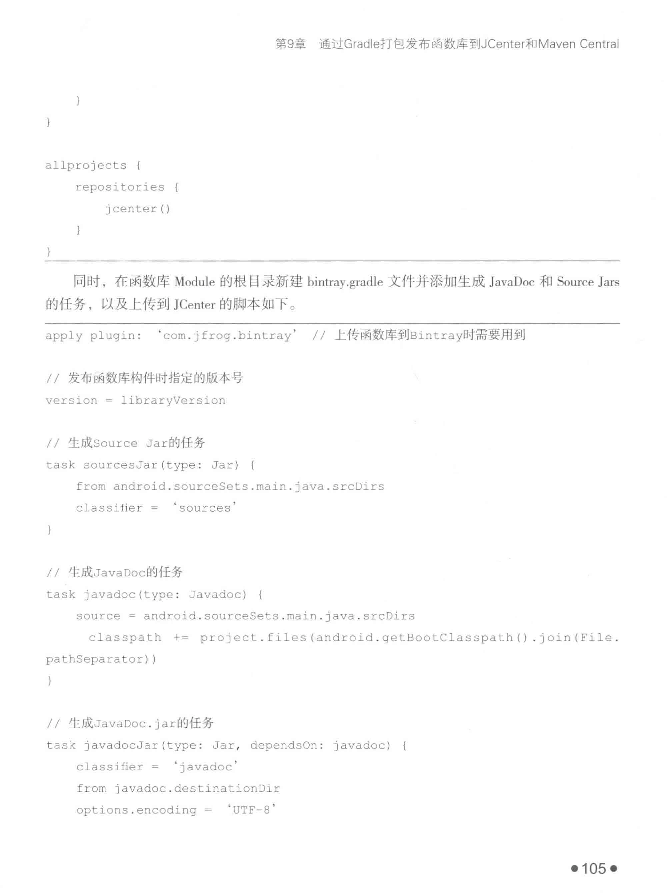 第9章 通过Gradle打包发布函数库到JCenter和Maven Central
}
}
allprojects {
repositories {
jcenter()
}
}
同时，在函数库 Module 的根目录新建 bintray.gradle 文件并添加生成 JavaDoc 和 Source Jars
的任务，以及上传到 JCenter 的脚本如下。
apply plugin: ‘com.jfrog.bintray’ // 上传函数库到Bintray时需要用到
// 发布函数库构件时指定的版本号
version = libraryVersion
// 生成Source Jar的任务
task sourcesJar(type: Jar) {
from android.sourceSets.main.java.srcDirs
classifier = ‘sources’
}
// 生成JavaDoc的任务
task javadoc(type: Javadoc) {
source = android.sourceSets.main.java.srcDirs
classpath += project.files(android.getBootClasspath().join(File.
pathSeparator))
}
// 生成JavaDoc.jar的任务
task javadocJar(type: Jar, dependsOn: javadoc) {
classifier = ‘javadoc’
from javadoc.destinationDir
options.encoding = ‘UTF-8’
●105●